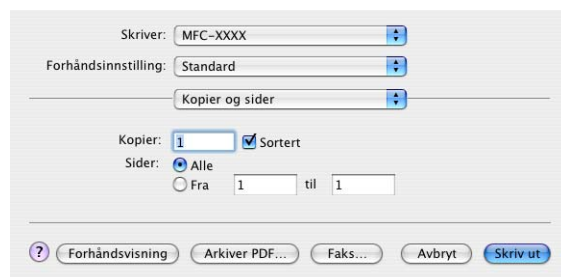 Skriver: MFC-XXXX
Forhåndsinnstilling: Standard
Kopier og sider
Kopier: 1 Sortert
Sider: Alle
Fra 1 til 1
? Forhåndsvisning Arkiver PDF... Faks... Avbryt Skriv ut